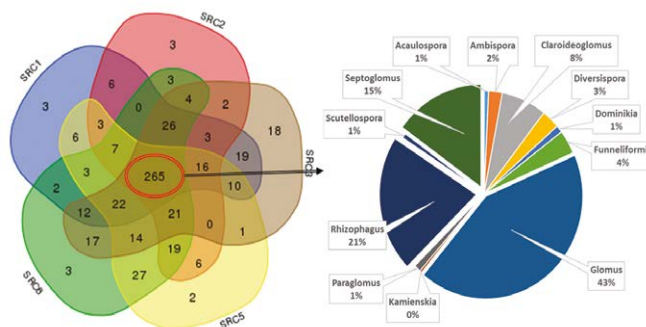 SRC2
SRC1
SRC3
SRC6
SRC5
3
3
6
3
0
4
2
18
3
26
3
19
6
7
16
10
3
265
2
22
21
0
1
12
17
14
19
6
3
27
2
Acaulospora
1%
Ambispora
2%
Claroideoglomus
8%
Septoglomus
15%
Diversispora
3%
Dominikia
1%
Scutellospora
1%
Funneliformi
4%
Rhizophagus
21%
Paraglomus
1%
Kamienskia
0%
Glomus
43%